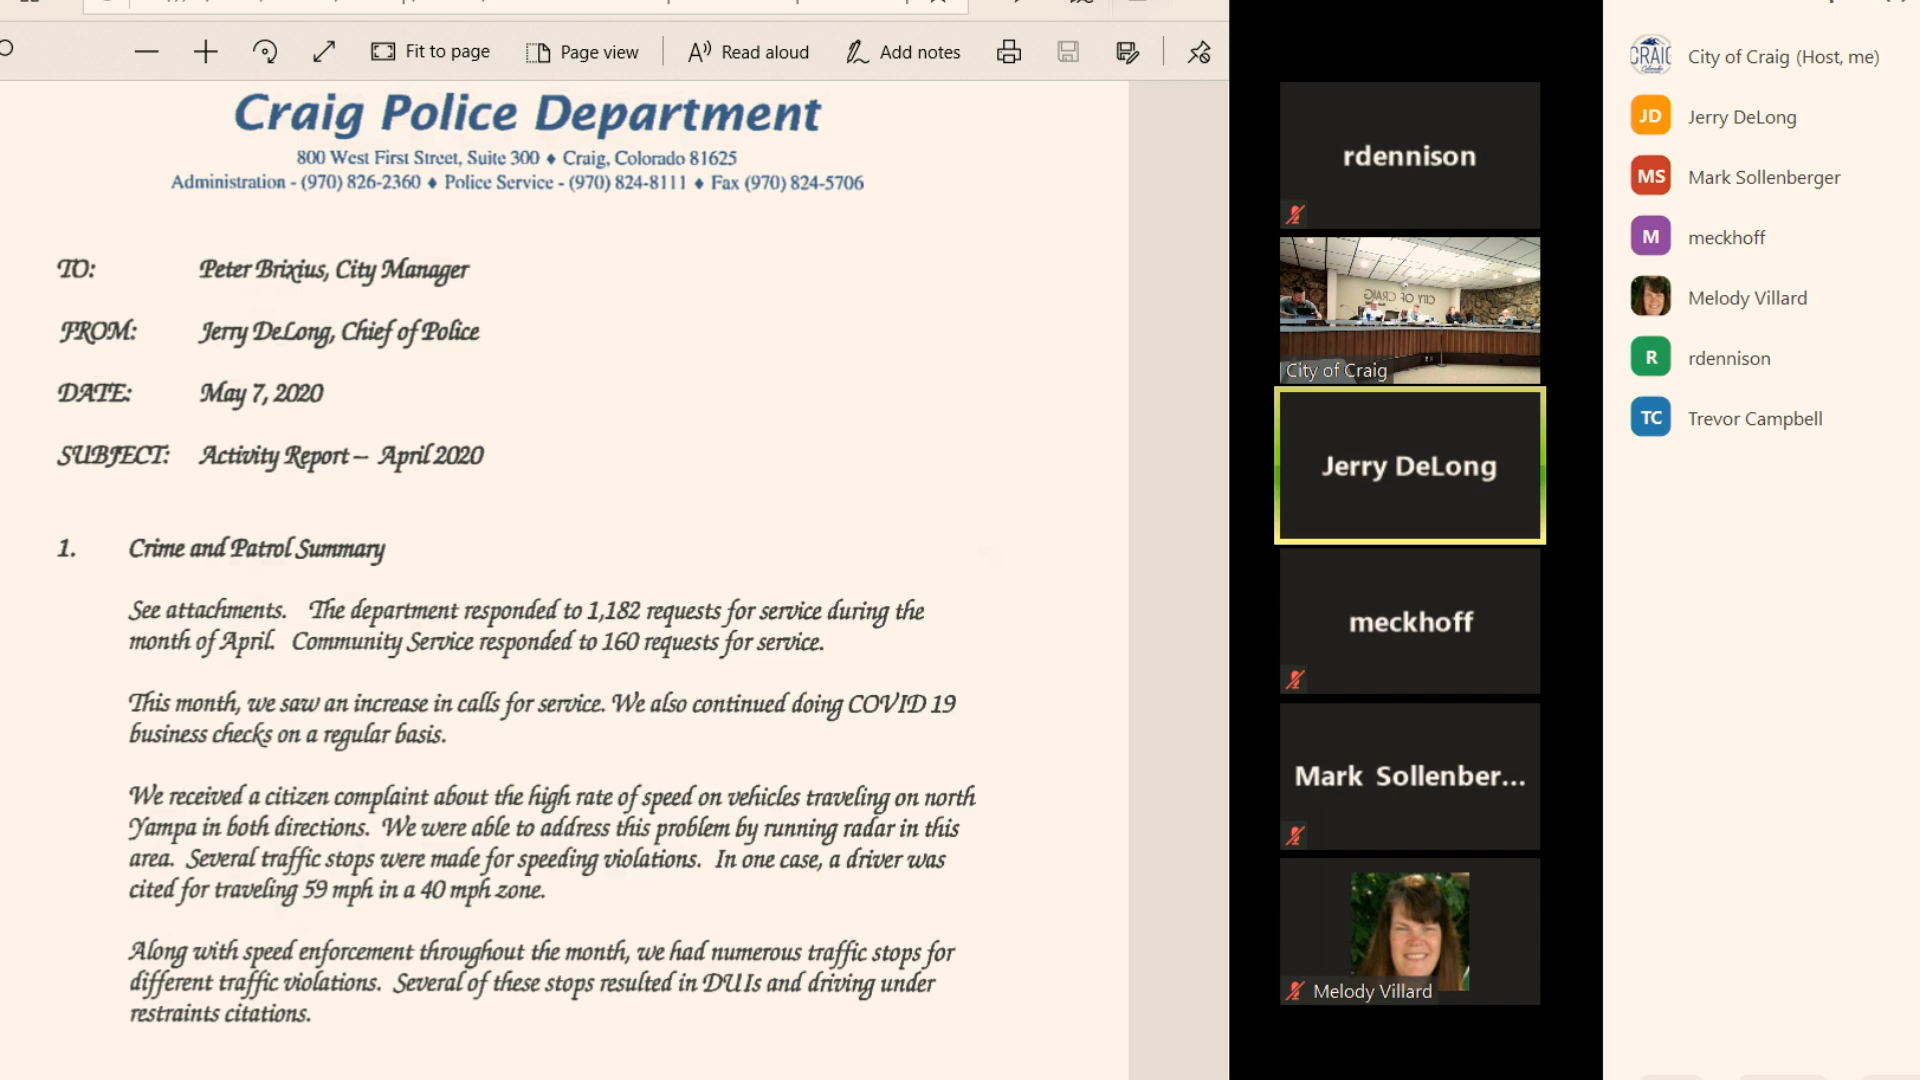 Fit to page
Page view
Read aloud
Add notes
Craig Police Department
800 West First Street, Suite 300 ♦ Craig, Colorado 81625
Administration - (970) 826-2360 ♦ Police Service - (970) 824-8111 ♦ Fax (970) 824-5706
TO: Peter Brixius, City Manager
FROM: Jerry DeLong, Chief of Police
DATE: May 7, 2020
SUBJECT: Activity Report – April 2020
1. Crime and Patrol Summary
See attachments. The department responded to 1,182 requests for service during the
month of April. Community Service responded to 160 requests for service.
This month, we saw an increase in calls for service. We also continued doing COVID 19
business checks on a regular basis.
We received a citizen complaint about the high rate of speed on vehicles traveling on north
Yampa in both directions. We were able to address this problem by running radar in this
area. Several traffic stops were made for speeding violations. In one case, a driver was
cited for traveling 59 mph in a 40 mph zone.
Along with speed enforcement throughout the month, we had numerous traffic stops for
different traffic violations. Several of these stops resulted in DUIs and driving under
restraints citations.
rdennison
CITY OF CRAIG
City of Craig
Jerry DeLong
meckhoff
Mark Sollenber...
Melody Villard
CRAIG
City of Craig (Host, me)
JD Jerry DeLong
MS Mark Sollenberger
M meckhoff
Melody Villard
R rdennison
TC Trevor Campbell